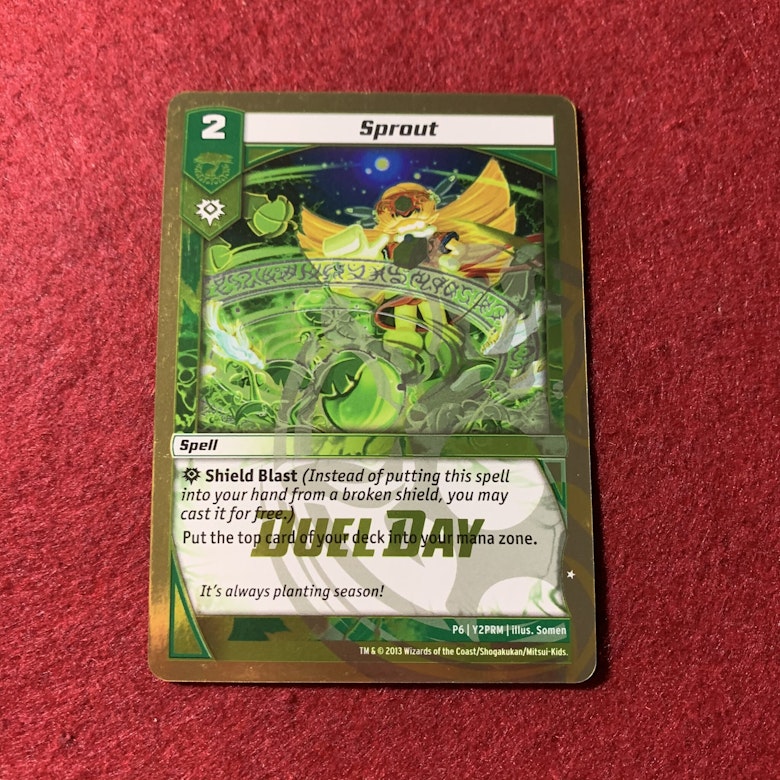 2
Sprout
Spell
Shield Blast (Instead of putting this spell
into your hand from a broken shield, you may
cast it for free.)
Put the top card of your deck into your mana zone.
DUEL DAY
It's always planting season!
P6 | Y2PRM | illus. Somen
TM & © 2013 Wizards of the Coast/Shogakukan/Mitsui-Kids.